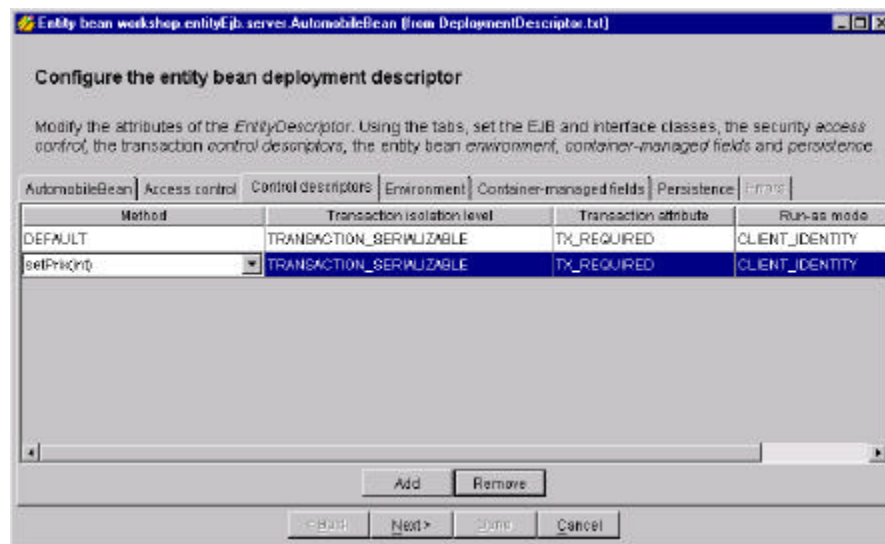 Entity bean workshop.entityEjb.server.AutomobileBean (from DeploymentDescriptor.txt)
Configure the entity bean deployment descriptor
Modify the attributes of the EntityDescriptor. Using the tabs, set the EJB and interface classes, the security access
control, the transaction control descriptors, the entity bean environment, container-managed fields and persistence.
AutomobileBean Access control Control descriptors Environment Container-managed fields Persistence Errors
Method Transaction isolation level Transaction attribute Run-as mode
DEFAULT TRANSACTION_SERIALIZABLE TX_REQUIRED CLIENT_IDENTITY
setPrix(int) TRANSACTION_SERIALIZABLE TX_REQUIRED CLIENT_IDENTITY
Add Remove
< Back Next > Done Cancel